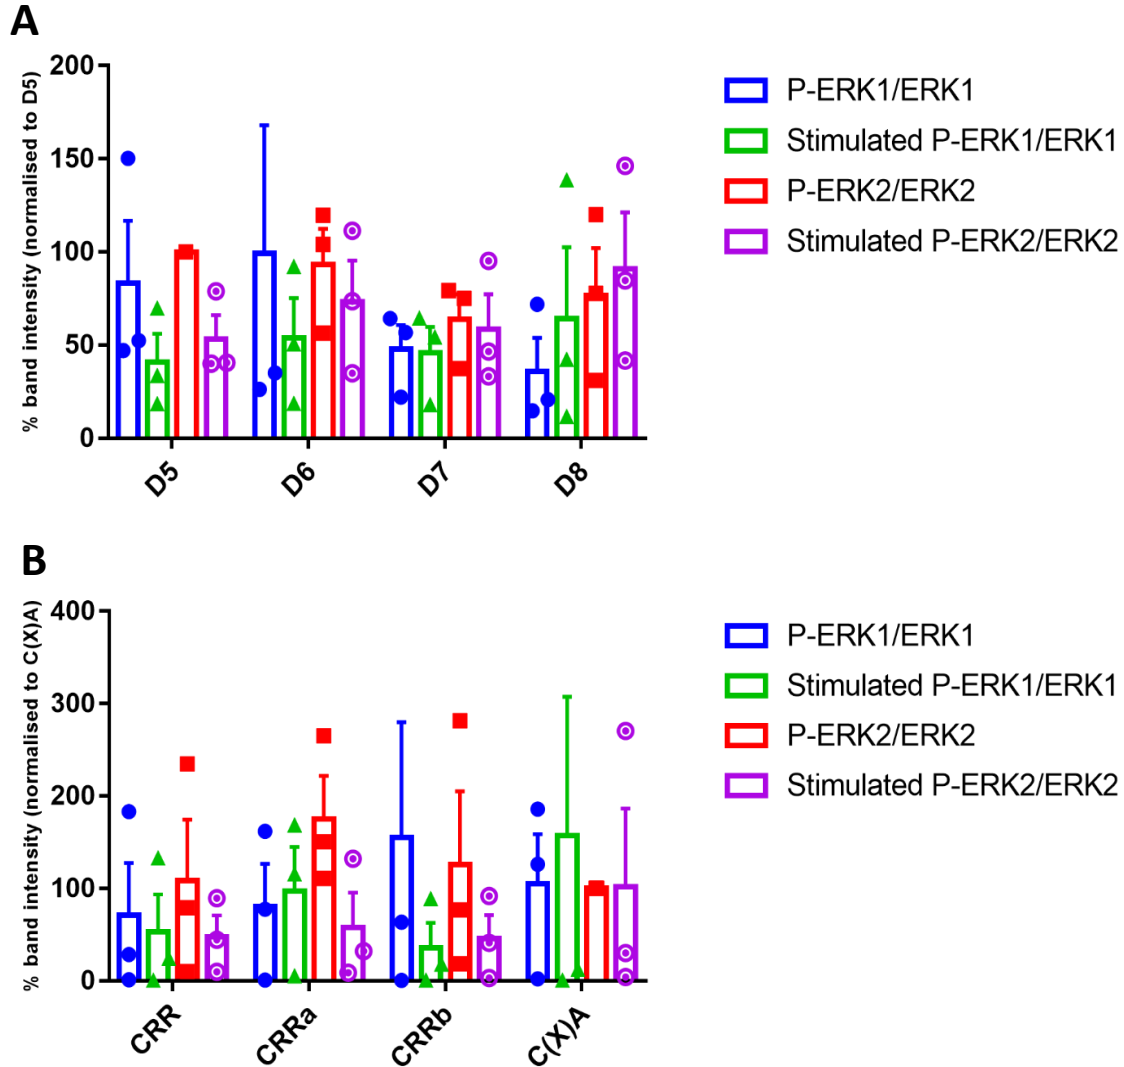 A
% band intensity (normalised to D5)
200
150
100
50
0
D5
D6
D7
D8
P-ERK1/ERK1
Stimulated P-ERK1/ERK1
P-ERK2/ERK2
Stimulated P-ERK2/ERK2
B
% band intensity (normalised to C(X)A)
400
300
200
100
0
CRR
CRRa
CRRb
C(X)A
P-ERK1/ERK1
Stimulated P-ERK1/ERK1
P-ERK2/ERK2
Stimulated P-ERK2/ERK2